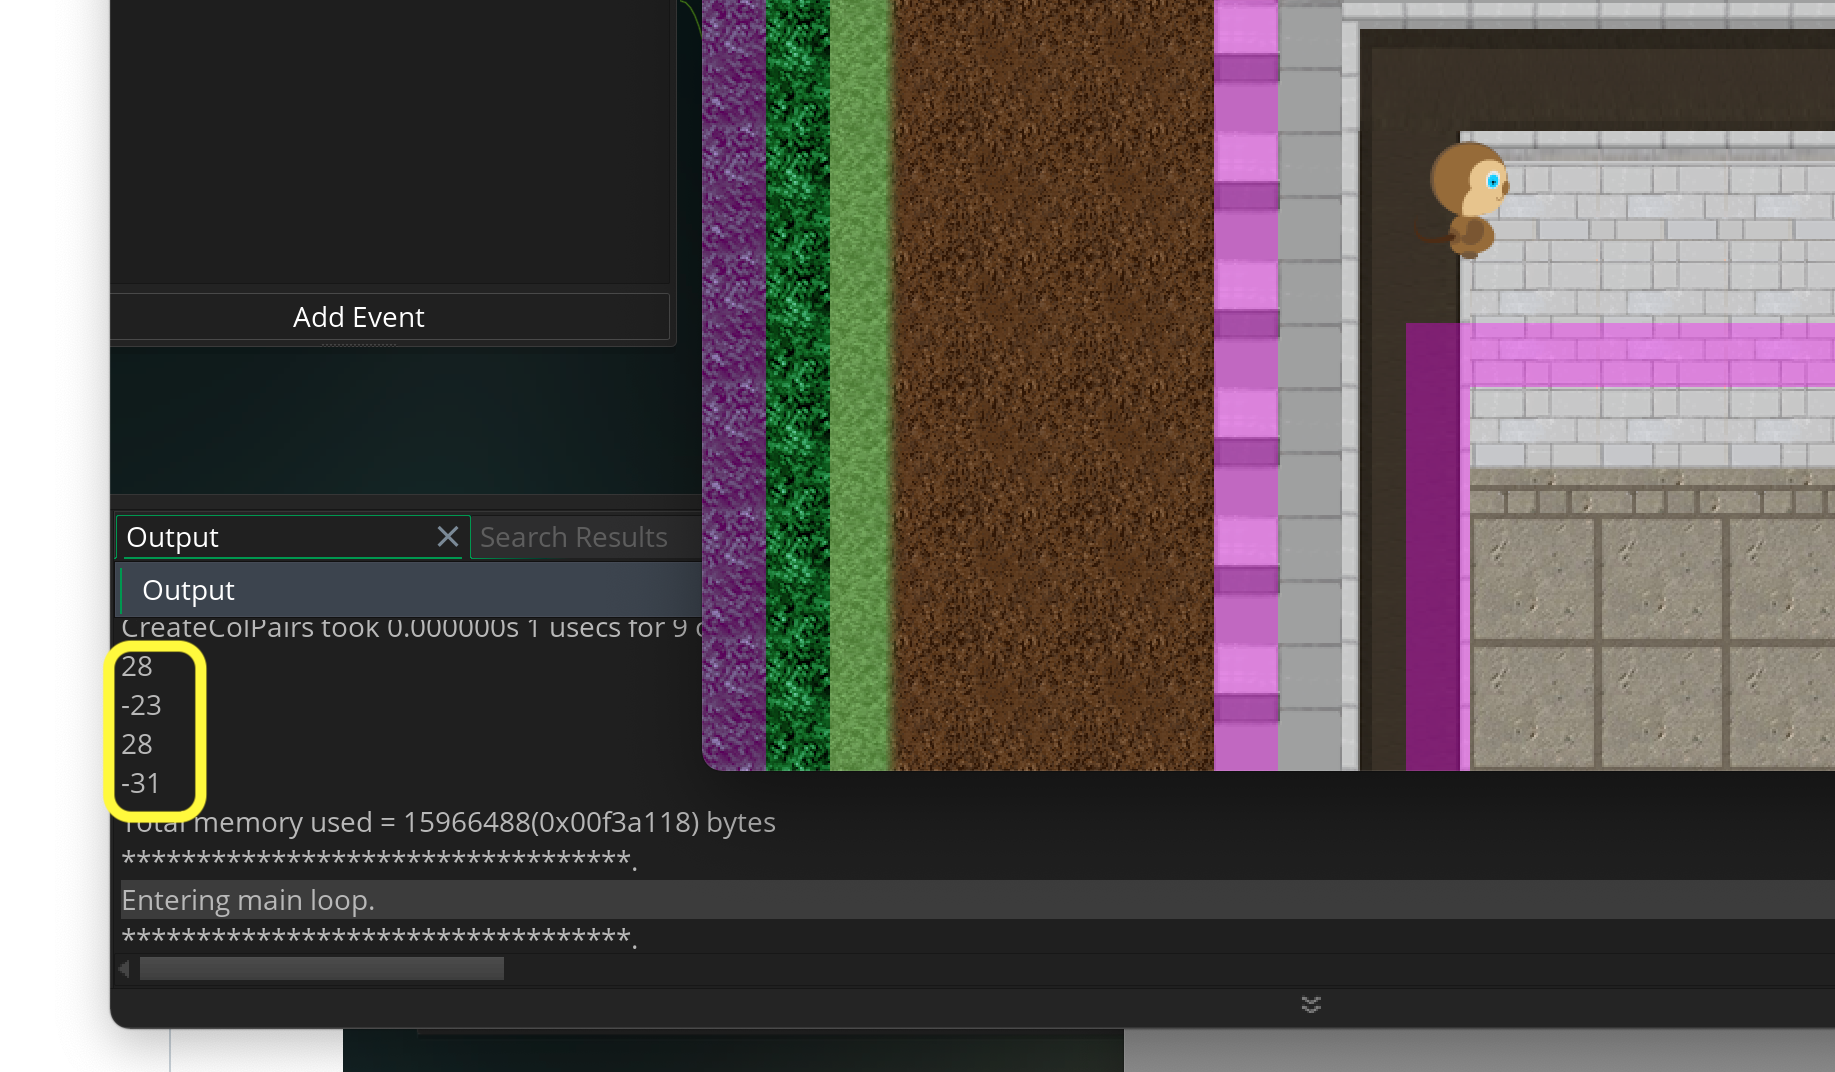 Add Event
Output
Search Results
Output
CreateColPairs took 0.000000s 1 usecs for 9
28
-23
28
-31
Total memory used = 15966488(0x00f3a118) bytes
**********************************.
Entering main loop.
**********************************.